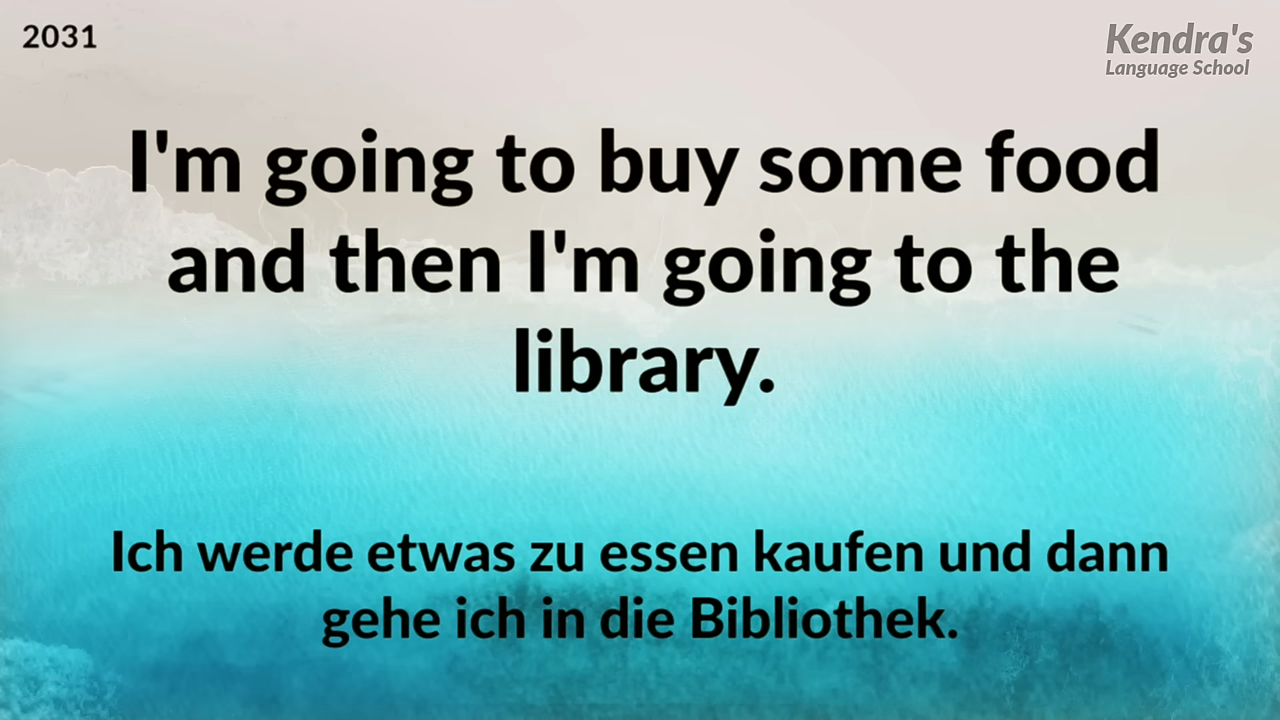 2031
Kendra's
Language School
I'm going to buy some food
and then I'm going to the
library.
Ich werde etwas zu essen kaufen und dann
gehe ich in die Bibliothek.